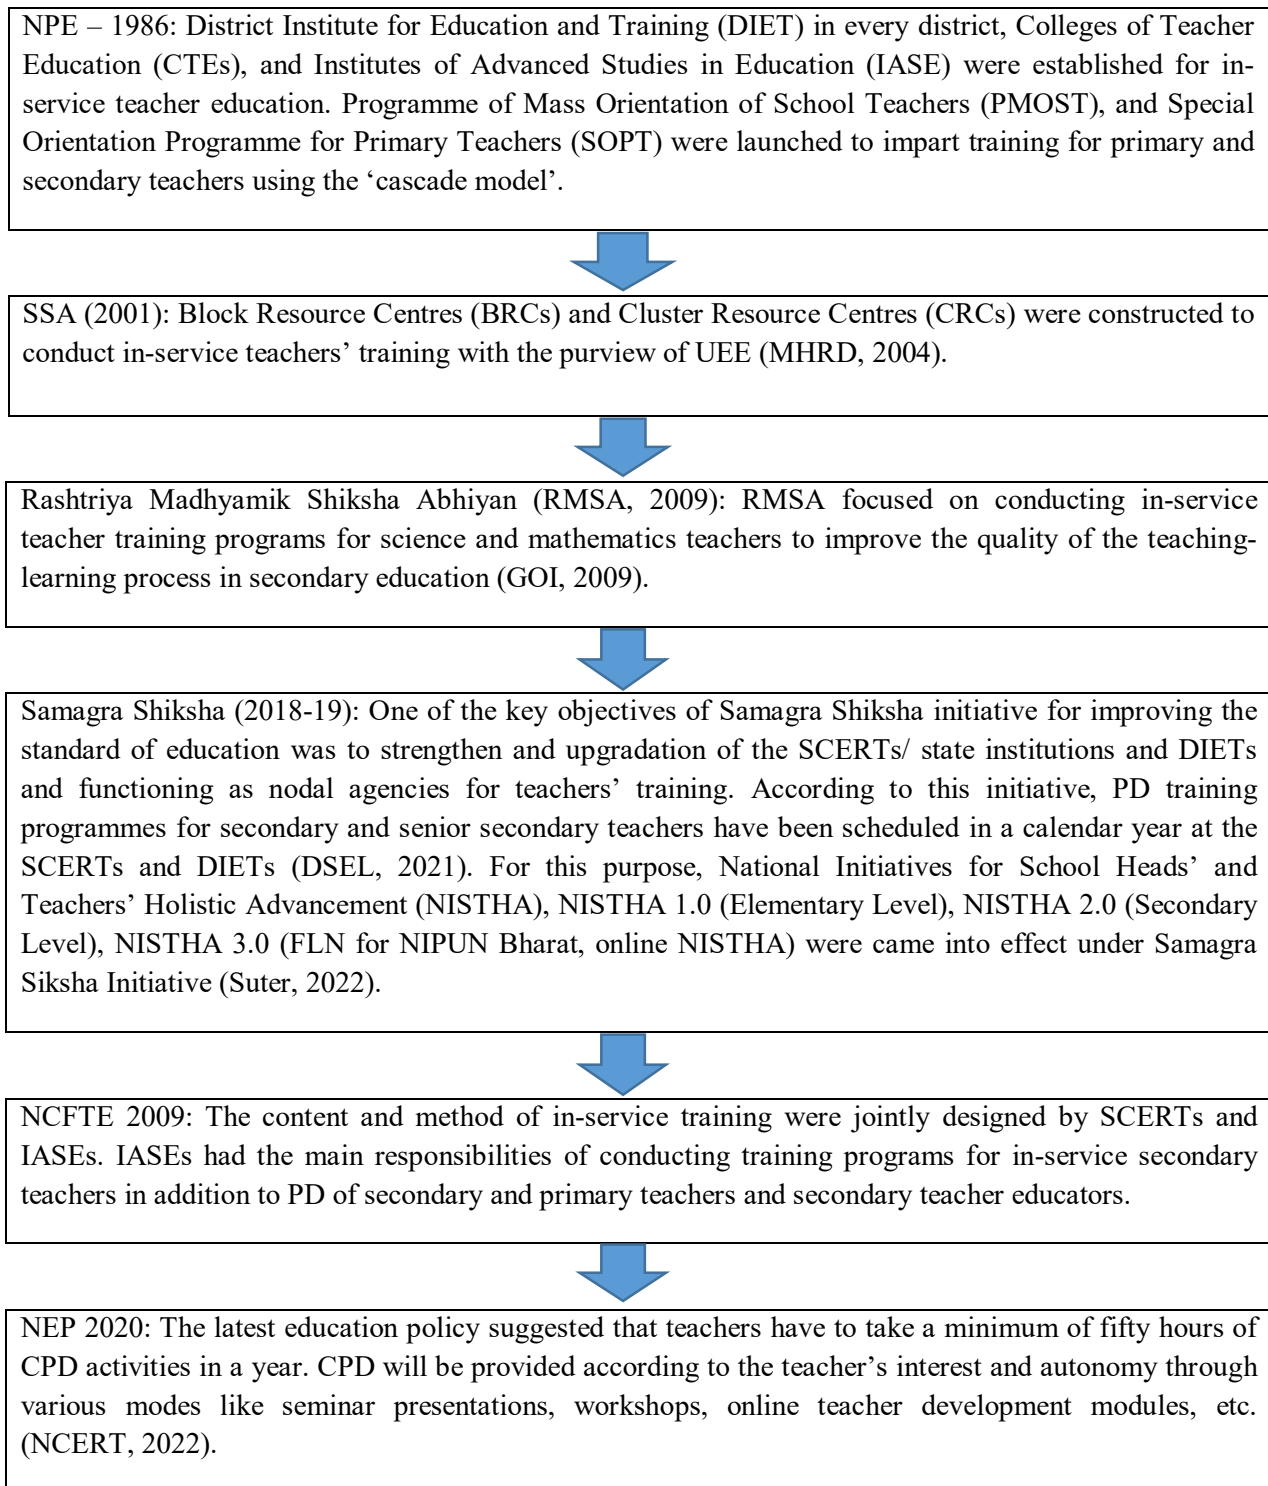 NPE – 1986: District Institute for Education and Training (DIET) in every district, Colleges of Teacher
Education (CTEs), and Institutes of Advanced Studies in Education (IASE) were established for in-
service teacher education. Programme of Mass Orientation of School Teachers (PMOST), and Special
Orientation Programme for Primary Teachers (SOPT) were launched to impart training for primary and
secondary teachers using the ‘cascade model’.
SSA (2001): Block Resource Centres (BRCs) and Cluster Resource Centres (CRCs) were constructed to
conduct in-service teachers’ training with the purview of UEE (MHRD, 2004).
Rashtriya Madhyamik Shiksha Abhiyan (RMSA, 2009): RMSA focused on conducting in-service
teacher training programs for science and mathematics teachers to improve the quality of the teaching-
learning process in secondary education (GOI, 2009).
Samagra Shiksha (2018-19): One of the key objectives of Samagra Shiksha initiative for improving the
standard of education was to strengthen and upgradation of the SCERTs/ state institutions and DIETs
and functioning as nodal agencies for teachers’ training. According to this initiative, PD training
programmes for secondary and senior secondary teachers have been scheduled in a calendar year at the
SCERTs and DIETs (DSEL, 2021). For this purpose, National Initiatives for School Heads’ and
Teachers’ Holistic Advancement (NISTHA), NISTHA 1.0 (Elementary Level), NISTHA 2.0 (Secondary
Level), NISTHA 3.0 (FLN for NIPUN Bharat, online NISTHA) were came into effect under Samagra
Siksha Initiative (Suter, 2022).
NCFTE 2009: The content and method of in-service training were jointly designed by SCERTs and
IASEs. IASEs had the main responsibilities of conducting training programs for in-service secondary
teachers in addition to PD of secondary and primary teachers and secondary teacher educators.
NEP 2020: The latest education policy suggested that teachers have to take a minimum of fifty hours of
CPD activities in a year. CPD will be provided according to the teacher’s interest and autonomy through
various modes like seminar presentations, workshops, online teacher development modules, etc.
(NCERT, 2022).